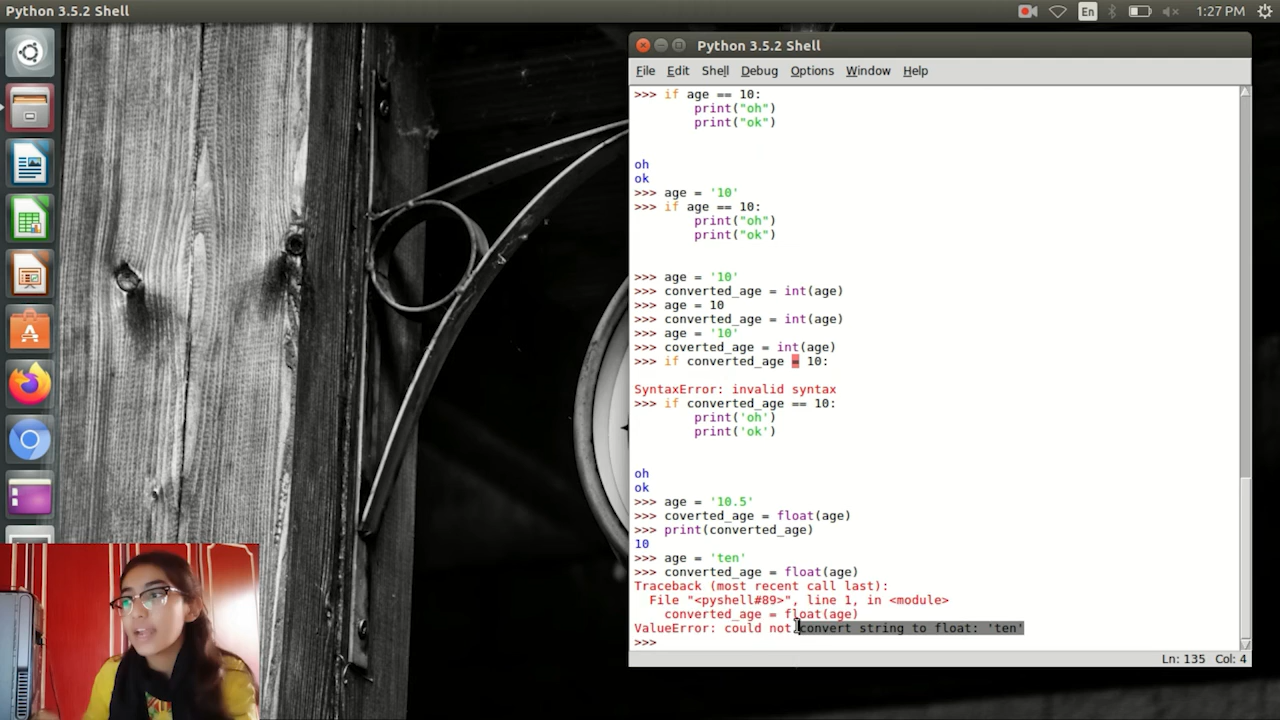 Python 3.5.2 Shell
En
1:27 PM
Python 3.5.2 Shell
File Edit Shell Debug Options Window Help
>>> if age == 10:
print("oh")
print("ok")
oh
ok
>>> age = '10'
>>> if age == 10:
print("oh")
print("ok")
>>> age = '10'
>>> converted_age = int(age)
>>> age = 10
>>> converted_age = int(age)
>>> age = '10'
>>> coverted_age = int(age)
>>> if converted_age = 10:
SyntaxError: invalid syntax
>>> if converted_age == 10:
print('oh')
print('ok')
oh
ok
>>> age = '10.5'
>>> coverted_age = float(age)
>>> print(converted_age)
10
>>> age = 'ten'
>>> converted_age = float(age)
Traceback (most recent call last):
File "<pyshell#89>", line 1, in <module>
converted_age = float(age)
ValueError: could not convert string to float: 'ten'
>>>
Ln: 135 Col: 4